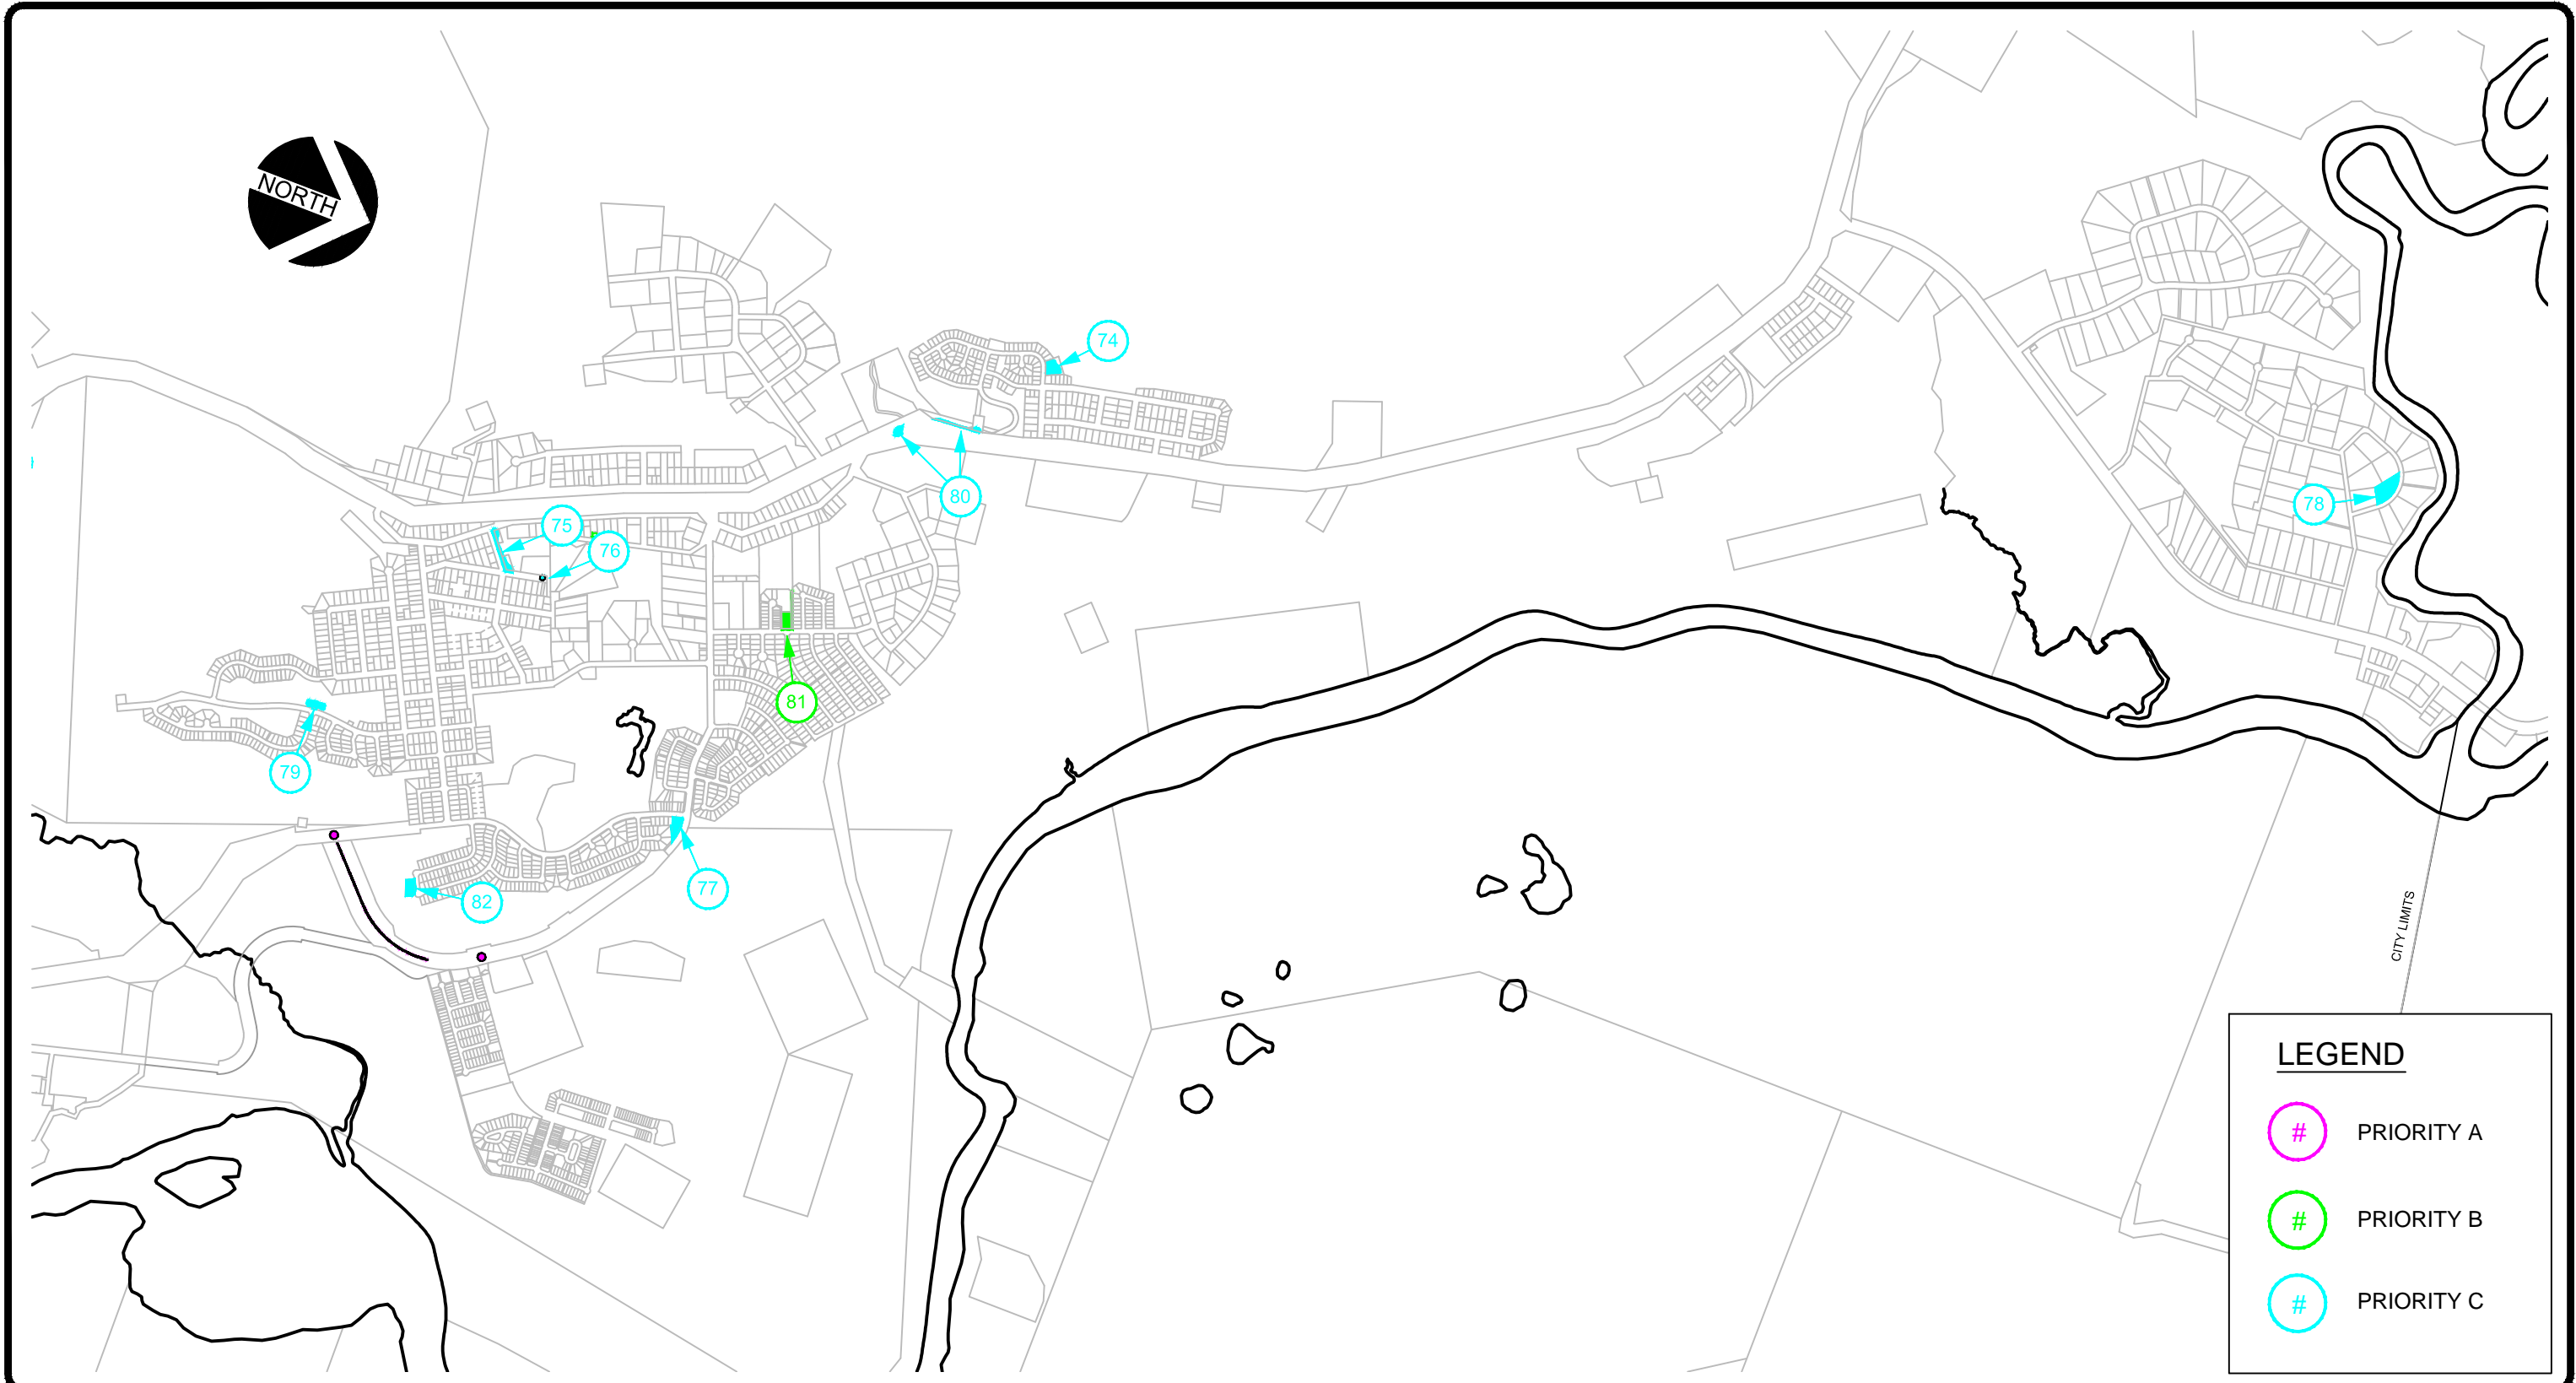 NORTH
74
80
78
75
76
81
79
77
82
CITY LIMITS
LEGEND
# PRIORITY A
# PRIORITY B
# PRIORITY C